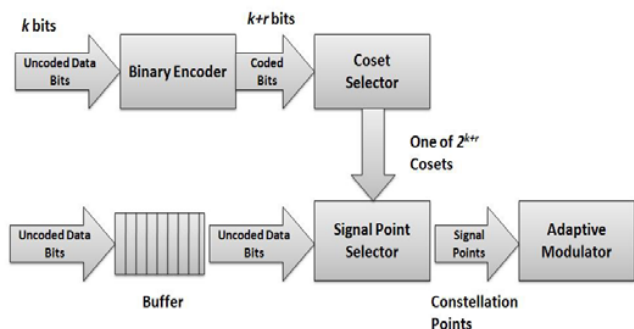 k bits
k+r bits
Uncoded Data
Bits
Binary Encoder
Coded
Bits
Coset
Selector
One of 2^{k+r}
Cosets
Uncoded Data
Bits
Uncoded Data
Bits
Signal Point
Selector
Signal
Points
Adaptive
Modulator
Buffer
Constellation
Points